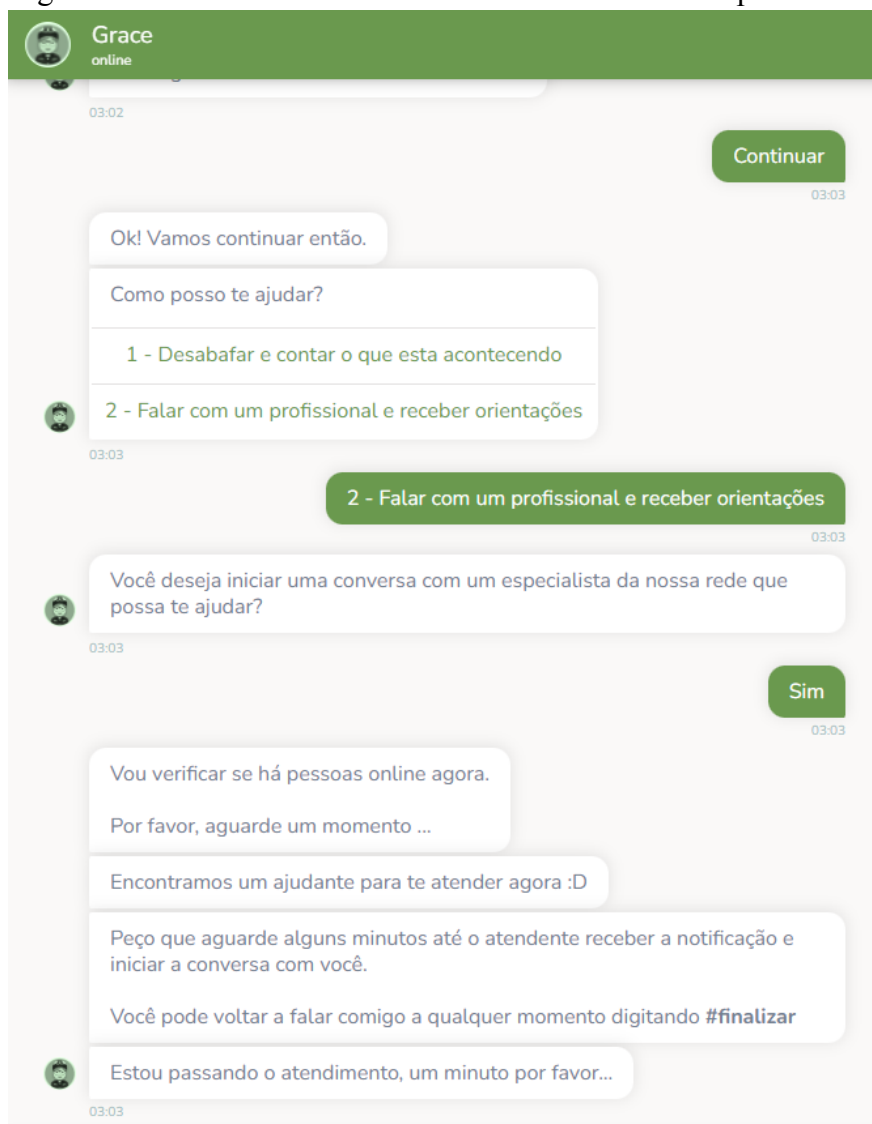 Grace
online
03:02
Continuar
03:03
Ok! Vamos continuar então.
Como posso te ajudar?
1 - Desabafar e contar o que esta acontecendo
2 - Falar com um profissional e receber orientações
03:03
2 - Falar com um profissional e receber orientações
03:03
Você deseja iniciar uma conversa com um especialista da nossa rede que
possa te ajudar?
03:03
Sim
03:03
Vou verificar se há pessoas online agora.
Por favor, aguarde um momento ...
Encontramos um ajudante para te atender agora :D
Peço que aguarde alguns minutos até o atendente receber a notificação e
iniciar a conversa com você.
Você pode voltar a falar comigo a qualquer momento digitando #finalizar
Estou passando o atendimento, um minuto por favor...
03:03